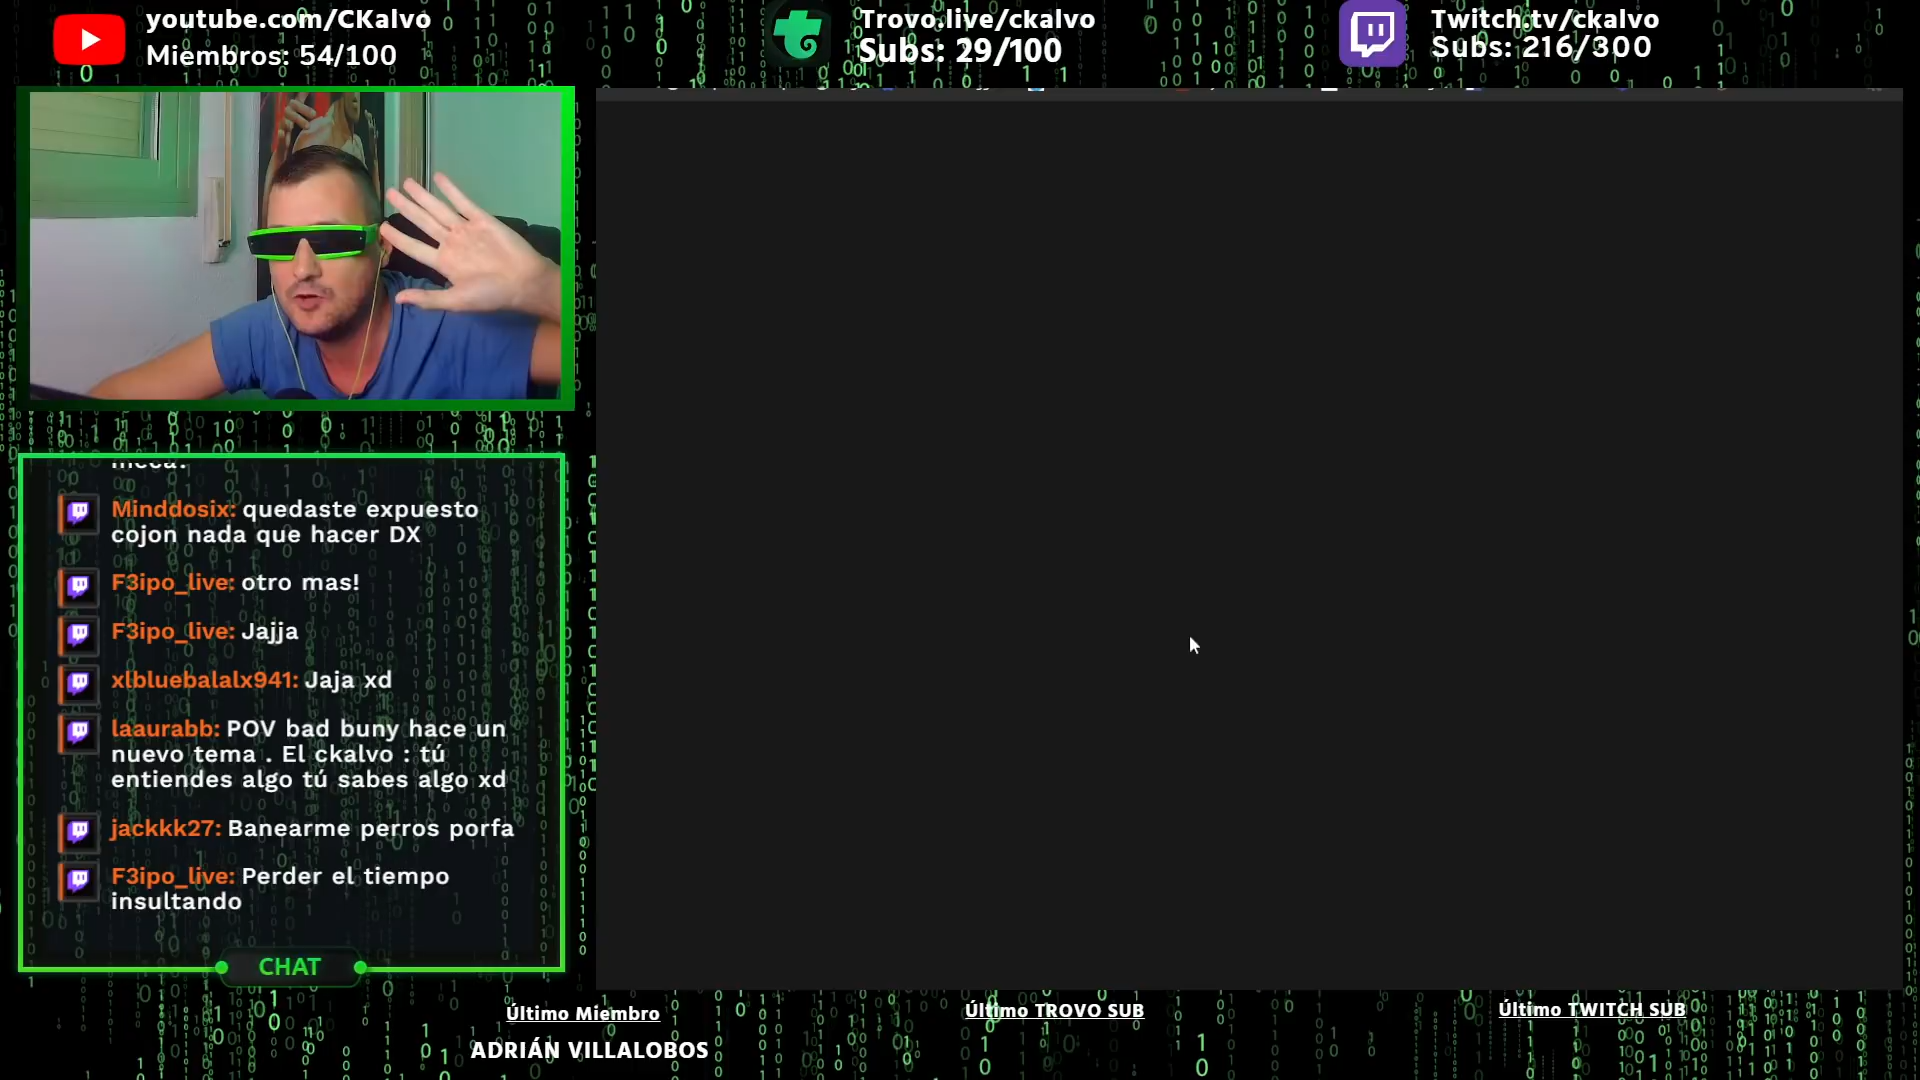 youtube.com/CKalvo
Miembros: 54/100
Trovo.live/ckalvo
Subs: 29/100
Twitch.tv/ckalvo
Subs: 216/300
Minddosix: quedaste expuesto
cojon nada que hacer DX
F3ipo_live: otro mas!
F3ipo_live: Jajja
xlbluebalalx941: Jaja xd
laaurabb: POV bad buny hace un
nuevo tema . El ckalvo : tú
entiendes algo tú sabes algo xd
jackkk27: Banearme perros porfa
F3ipo_live: Perder el tiempo
insultando
CHAT
Último Miembro
ADRIÁN VILLALOBOS
Último TROVO SUB
Último TWITCH SUB